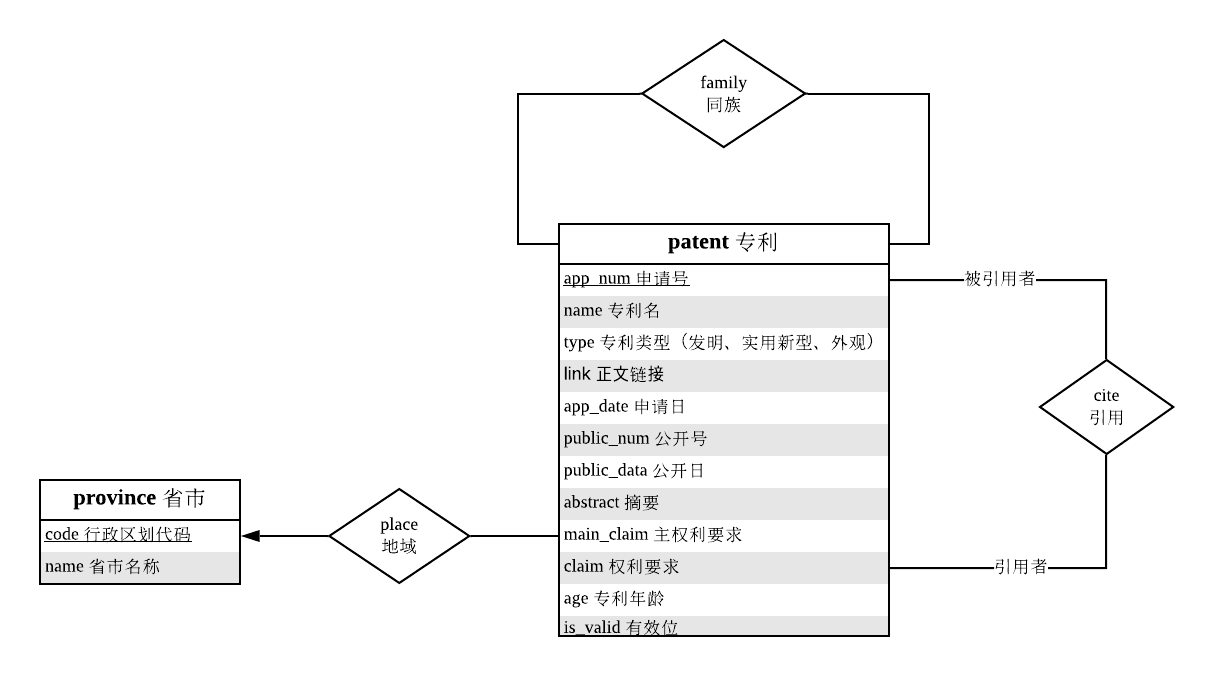 family
同族
patent 专利
app_num 申请号
name 专利名
type 专利类型（发明、实用新型、外观）
link 正文链接
app_date 申请日
public_num 公开号
public_data 公开日
abstract 摘要
main_claim 主权利要求
claim 权利要求
age 专利年龄
is_valid 有效位
被引用者
cite
引用
引用者
place
地域
province 省市
code 行政区划代码
name 省市名称